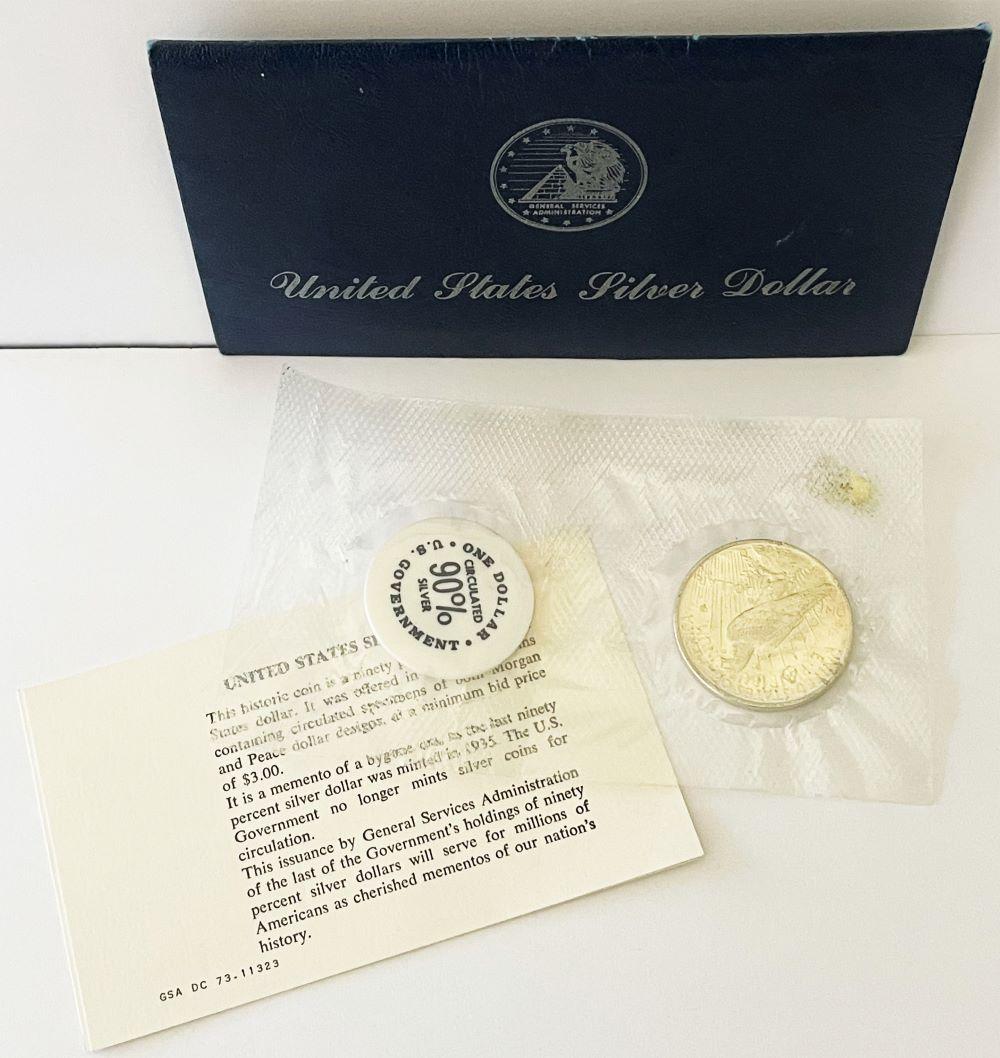 GENERAL SERVICES
ADMINISTRATION
United States Silver Dollar
ONE DOLLAR • U.S. GOVERNMENT •
CIRCULATED
90%
SILVER
UNITED STATES
This historic coin is a ninety
States dollar. It was offered in
containing circulated specimens of both Morgan
and Peace dollar designs, at a minimum bid price
of $3.00.
It is a memento of a bygone era, as the last ninety
percent silver dollar was minted in 1935. The U.S.
Government no longer mints silver coins for
circulation.
This issuance by General Services Administration
of the last of the Government's holdings of ninety
percent silver dollars will serve for millions of
Americans as cherished mementos of our nation's
history.
GSA DC 73-11323